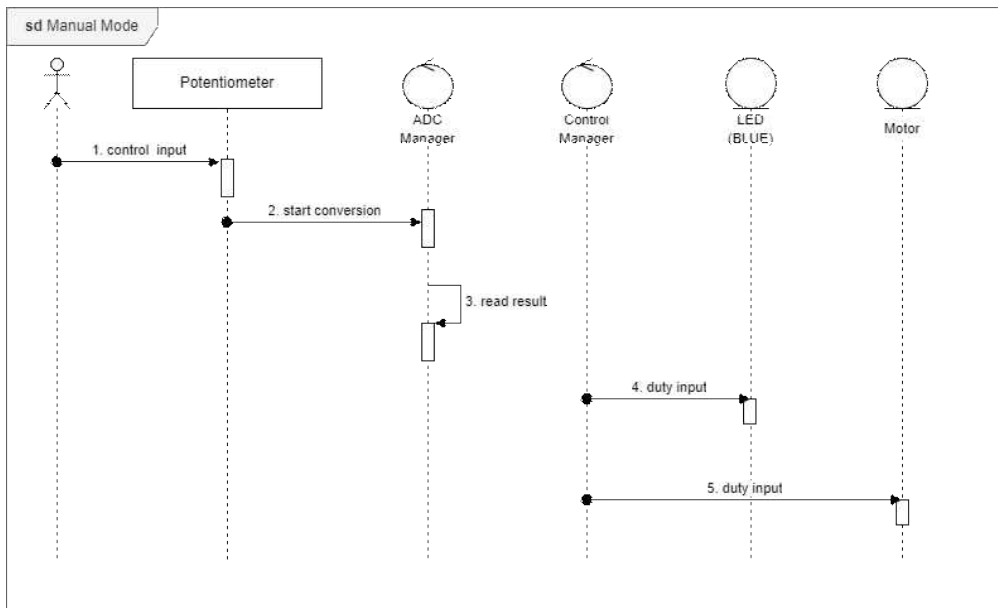 sd Manual Mode
Potentiometer
ADC
Manager
Control
Manager
LED
(BLUE)
Motor
1. control input
2. start conversion
3. read result
4. duty input
5. duty input